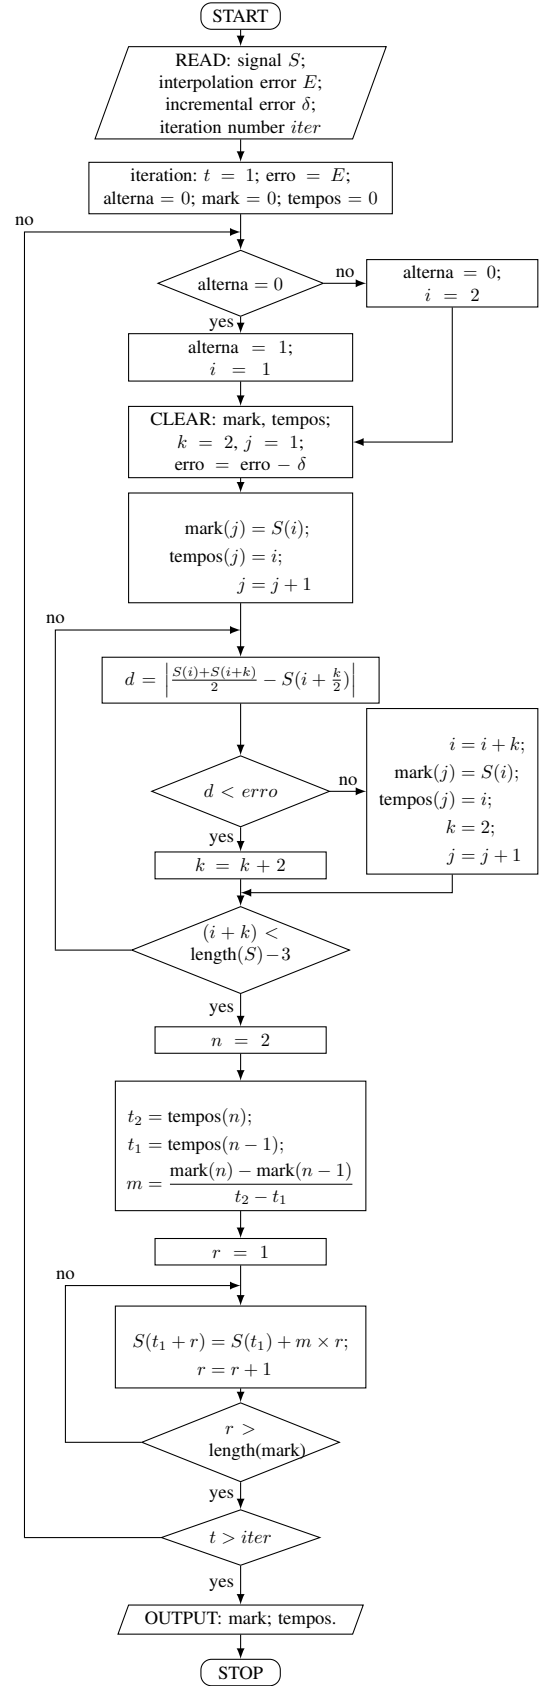 START
READ: signal S;
interpolation error E;
incremental error δ;
iteration number iter
iteration: t = 1; erro = E;
alterna = 0; mark = 0; tempos = 0
no
alterna = 0
no
alterna = 0;
i = 2
yes
alterna = 1;
i = 1
CLEAR: mark, tempos;
k = 2, j = 1;
erro = erro − δ
mark(j) = S(i);
tempos(j) = i;
j = j + 1
no
d = |\frac{S(i)+S(i+k)}{2} − S(i + \frac{k}{2})|
d < erro
no
i = i + k;
mark(j) = S(i);
tempos(j) = i;
k = 2;
j = j + 1
yes
k = k + 2
(i + k) <
length(S)−3
yes
n = 2
t₂ = tempos(n);
t₁ = tempos(n − 1);
m = \frac{mark(n) − mark(n − 1)}{t₂ − t₁}
r = 1
no
S(t₁ + r) = S(t₁) + m × r;
r = r + 1
r >
length(mark)
yes
t > iter
yes
OUTPUT: mark; tempos.
STOP